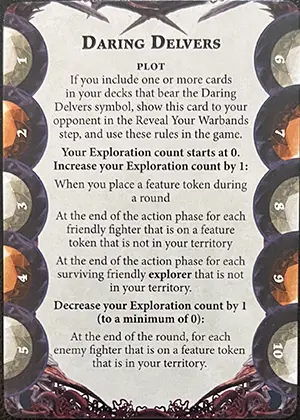 DARING DELVERS
PLOT
If you include one or more cards
in your decks that bear the Daring
Delvers symbol, show this card to your
opponent in the Reveal Your Warbands
step, and use these rules in the game.
Your Exploration count starts at 0.
Increase your Exploration count by 1:
When you place a feature token during
a round
At the end of the action phase for each
friendly fighter that is on a feature
token that is not in your territory
At the end of the action phase for each
surviving friendly explorer that is not
in your territory.
Decrease your Exploration count by 1
(to a minimum of 0):
At the end of the round, for each
enemy fighter that is on a feature token
that is in your territory.
1
2
3
4
5
6
7
8
9
10